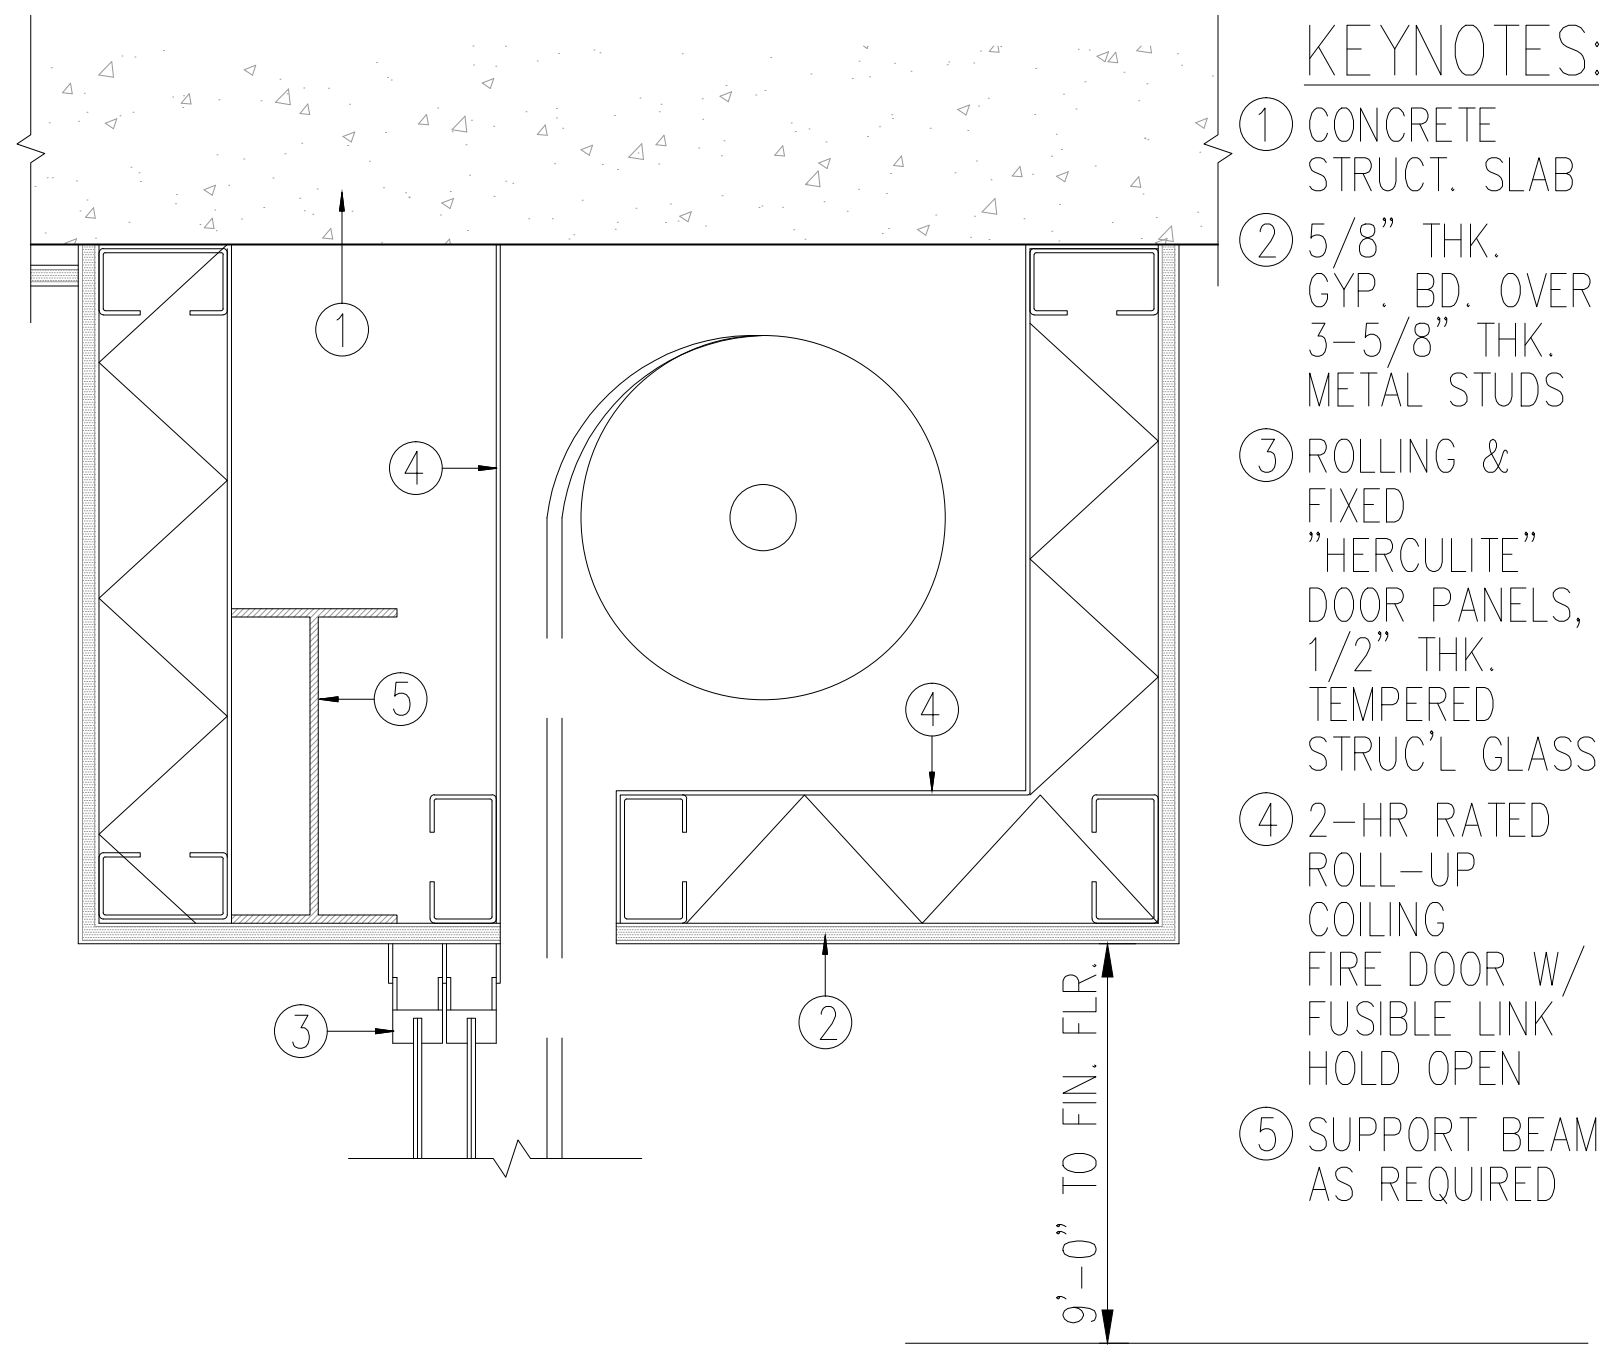 KEYNOTES:
1 CONCRETE
STRUCT. SLAB
2 5/8" THK.
GYP. BD. OVER
3-5/8" THK.
METAL STUDS
3 ROLLING &
FIXED
"HERCULITE"
DOOR PANELS,
1/2" THK.
TEMPERED
STRUC'L GLASS
4 2-HR RATED
ROLL-UP
COILING
FIRE DOOR W/
FUSIBLE LINK
HOLD OPEN
5 SUPPORT BEAM
AS REQUIRED
1
4
5
4
3
2
9'-0" TO FIN. FLR.